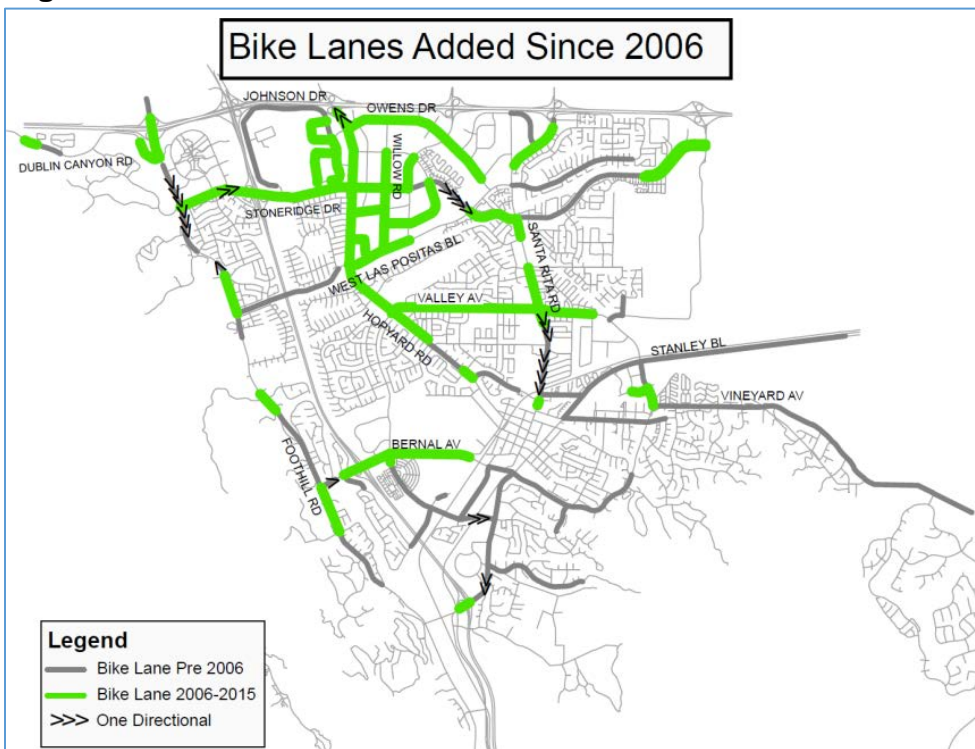 Bike Lanes Added Since 2006
JOHNSON DR
OWENS DR
DUBLIN CANYON RD
WILLOW RD
STONERIDGE DR
WEST LAS POSITAS BL
SANTA RITA RD
VALLEY AV
HOPYARD RD
STANLEY BL
VINEYARD AV
BERNAL AV
FOOTHILL RD
Legend
Bike Lane Pre 2006
Bike Lane 2006-2015
>>> One Directional